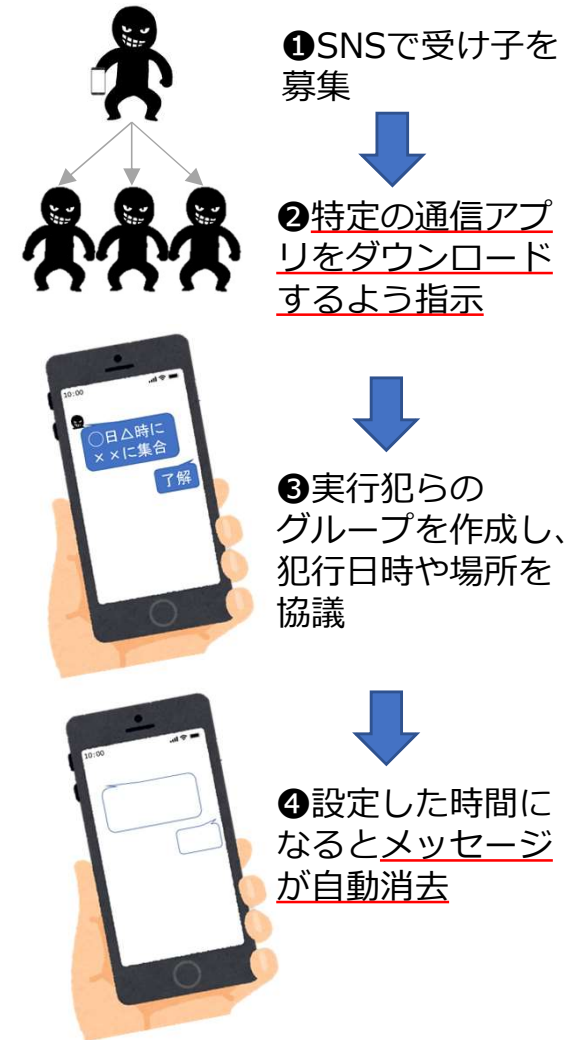 ❶SNSで受け子を
募集
❷特定の通信アプ
リをダウンロード
するよう指示
10:00
〇日△時に
××に集合
了解
❸実行犯らの
グループを作成し、
犯行日時や場所を
協議
10:00
❹設定した時間に
なるとメッセージ
が自動消去